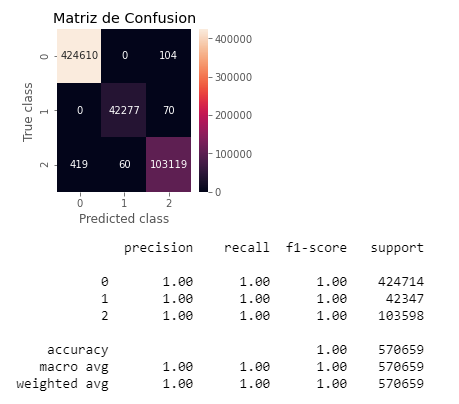 Matriz de Confusion
0 424610 0 104
1 0 42277 70
2 419 60 103119
0 1 2
True class
Predicted class
400000
300000
200000
100000
0
precision recall f1-score support
0 1.00 1.00 1.00 424714
1 1.00 1.00 1.00 42347
2 1.00 1.00 1.00 103598
accuracy 1.00 570659
macro avg 1.00 1.00 1.00 570659
weighted avg 1.00 1.00 1.00 570659